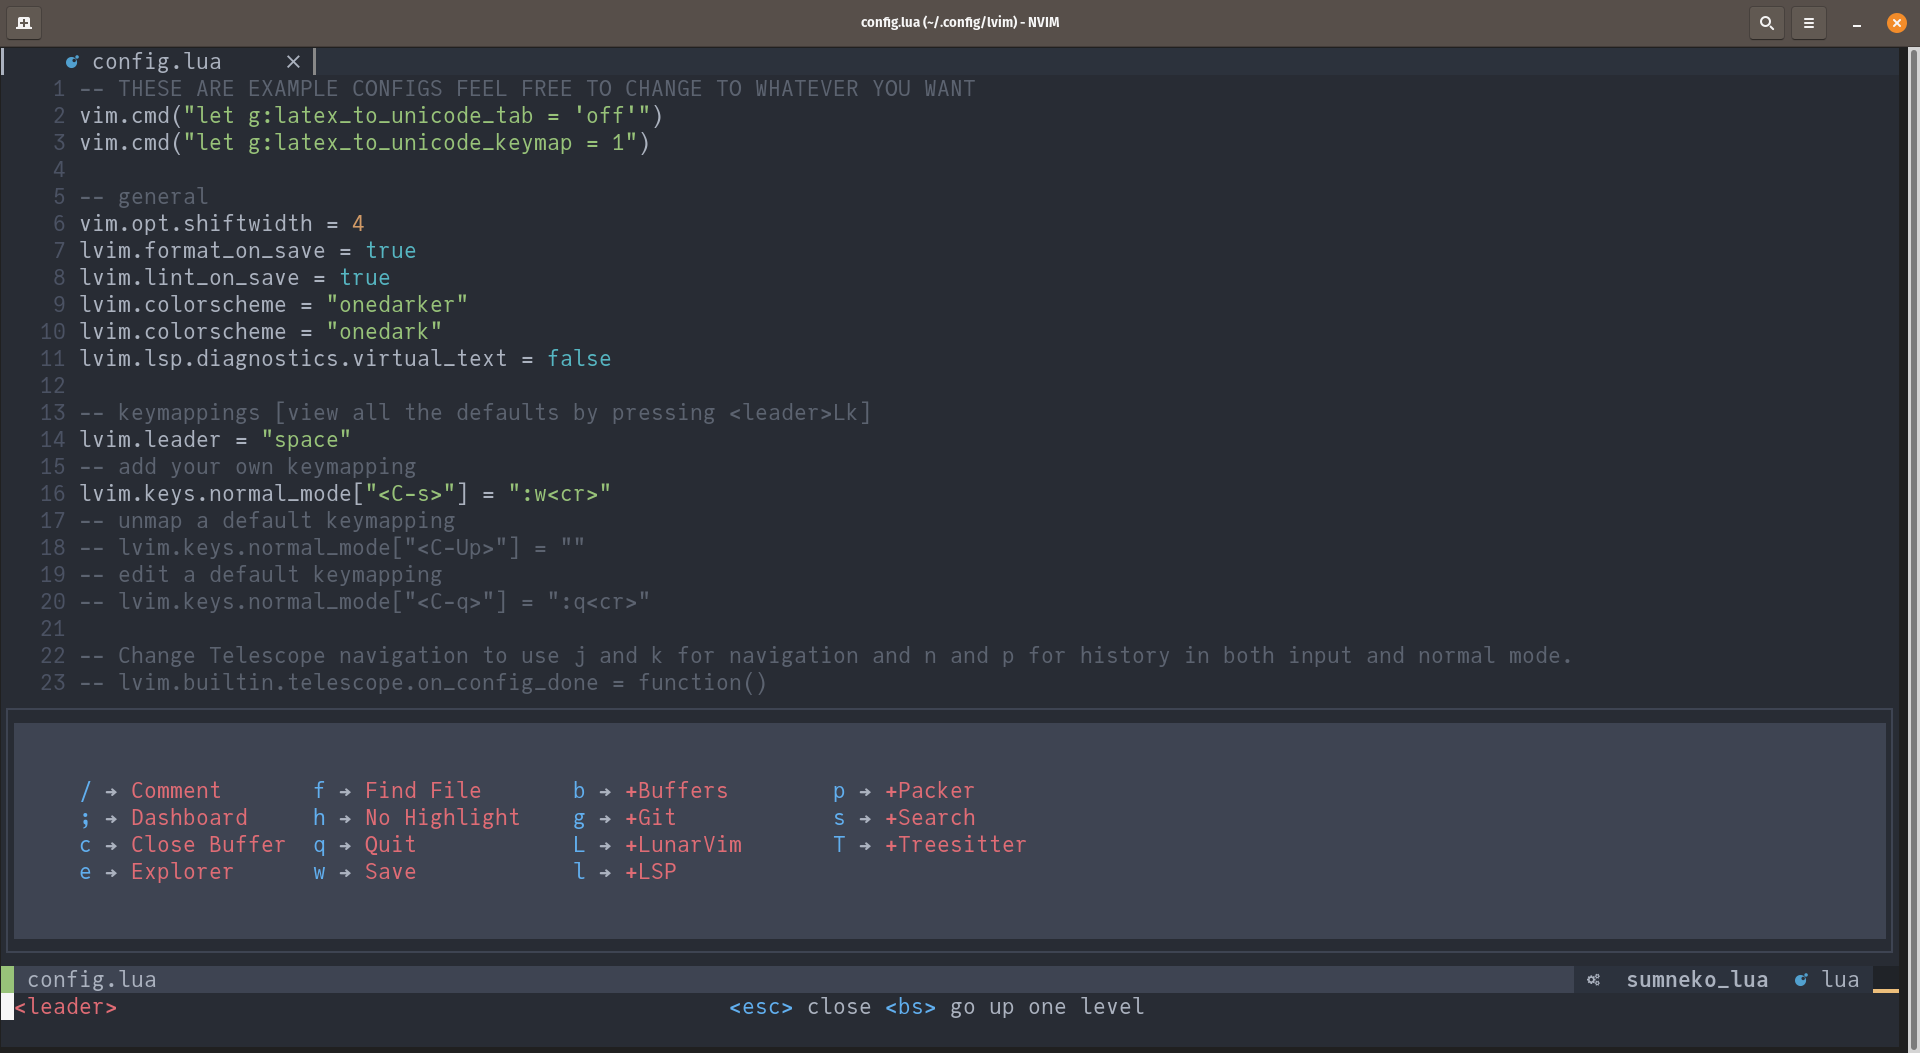 config.lua (~/.config/lvim) - NVIM
config.lua
1 -- THESE ARE EXAMPLE CONFIGS FEEL FREE TO CHANGE TO WHATEVER YOU WANT
2 vim.cmd("let g:latex_to_unicode_tab = 'off'")
3 vim.cmd("let g:latex_to_unicode_keymap = 1")
4
5 -- general
6 vim.opt.shiftwidth = 4
7 lvim.format_on_save = true
8 lvim.lint_on_save = true
9 lvim.colorscheme = "onedarker"
10 lvim.colorscheme = "onedark"
11 lvim.lsp.diagnostics.virtual_text = false
12
13 -- keymappings [view all the defaults by pressing <leader>Lk]
14 lvim.leader = "space"
15 -- add your own keymapping
16 lvim.keys.normal_mode["<C-s>"] = ":w<cr>"
17 -- unmap a default keymapping
18 -- lvim.keys.normal_mode["<C-Up>"] = ""
19 -- edit a default keymapping
20 -- lvim.keys.normal_mode["<C-q>"] = ":q<cr>"
21
22 -- Change Telescope navigation to use j and k for navigation and n and p for history in both input and normal mode.
23 -- lvim.builtin.telescope.on_config_done = function()
/ → Comment f → Find File b → +Buffers p → +Packer
; → Dashboard h → No Highlight g → +Git s → +Search
c → Close Buffer q → Quit L → +LunarVim T → +Treesitter
e → Explorer w → Save l → +LSP
config.lua sumneko_lua lua
<leader> <esc> close <bs> go up one level